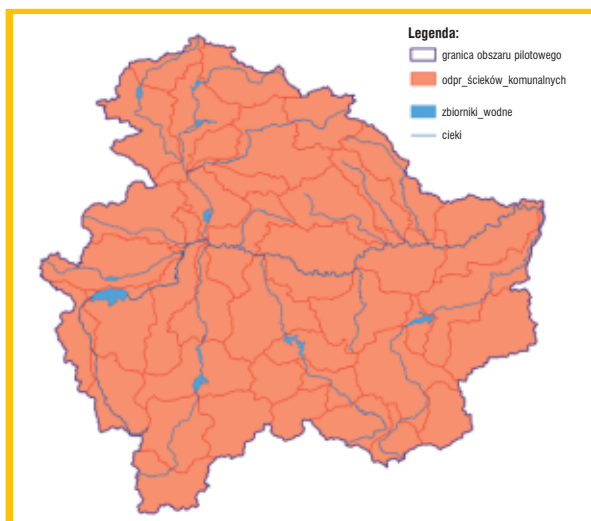 Legenda:
granica obszaru pilotowego
odpr_ścieków_komunalnych
zbiorniki_wodne
cieki